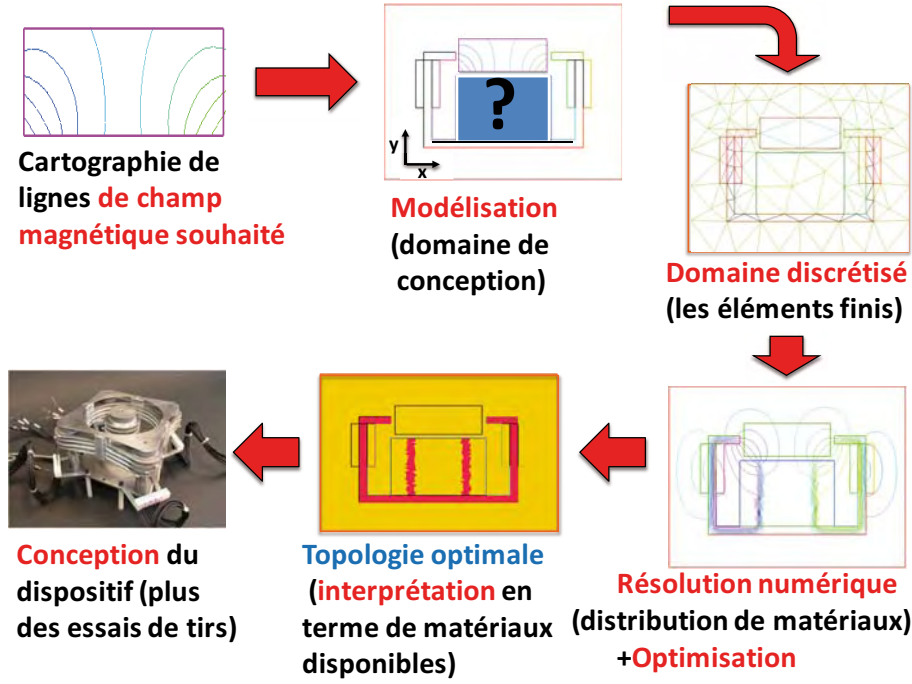 Cartographie de
lignes de champ
magnétique souhaité
?
y
x
Modélisation
(domaine de
conception)
Domaine discrétisé
(les éléments finis)
Résolution numérique
(distribution de matériaux)
+Optimisation
Topologie optimale
(interprétation en
terme de matériaux
disponibles)
Conception du
dispositif (plus
des essais de tirs)